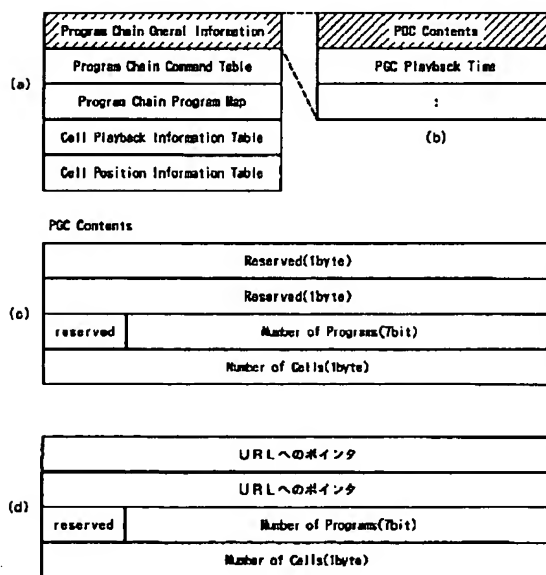 Program Chain Gneral Information
Program Chain Command Table
Program Chain Program Map
Cell Playback Information Table
Cell Position Information Table
(a)
PGC Contents
PGC Playback Time
:
(b)
PGC Contents
Reserved(1byte)
Reserved(1byte)
reserved
Number of Programs(7bit)
Number of Cells(1byte)
(c)
URLへのポインタ
URLへのポインタ
reserved
Number of Programs(7bit)
Number of Cells(1byte)
(d)